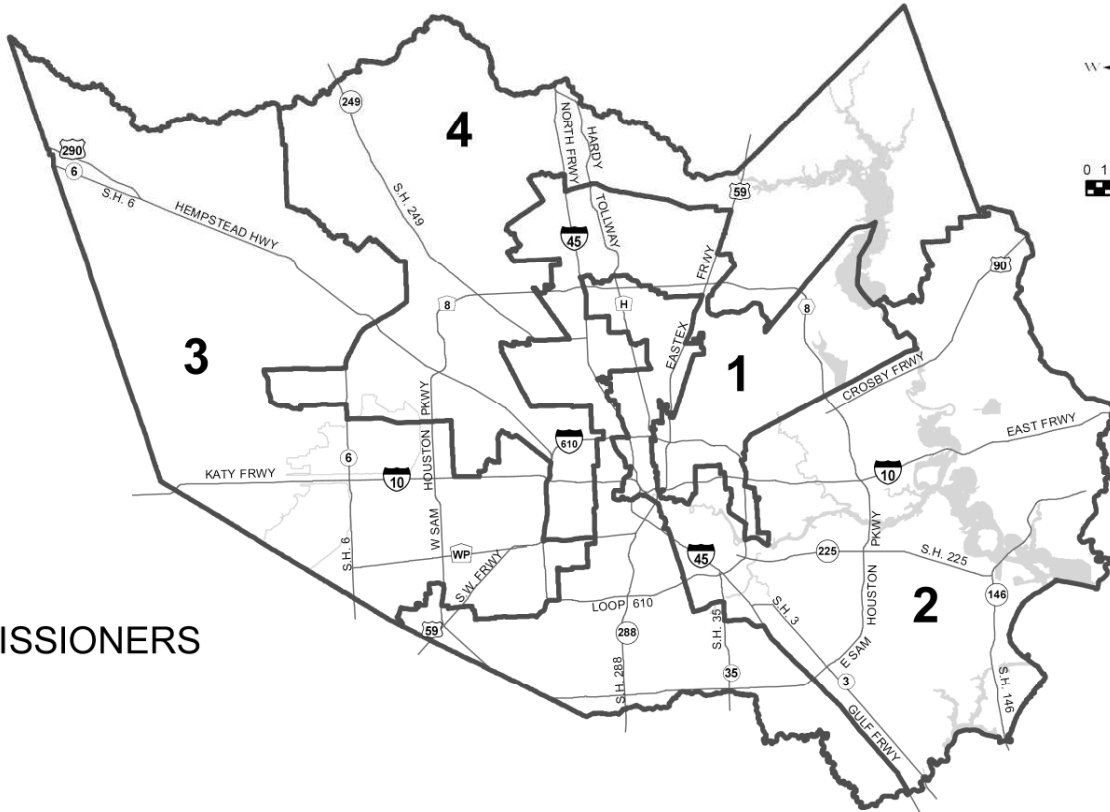 W
0 1
249
4
NORTH FRWY
HARDY
TOLLWAY
290
6
S.H. 6
HEMPSTEAD HWY
S.H. 249
59
45
FRWY
EASTEX
90
8
H
8
3
1
CROSBY FRWY
HOUSTON PKWY
W SAM
610
EAST FRWY
6
KATY FRWY
10
10
HOUSTON PKWY
E SAM
S.H. 6
WP
S.W. FRWY
45
225
S.H. 225
146
LOOP 610
S.H. 3
2
59
288
S.H. 35
ISSIONERS
S.H. 288
35
3
S.H. 146
GULF FRWY